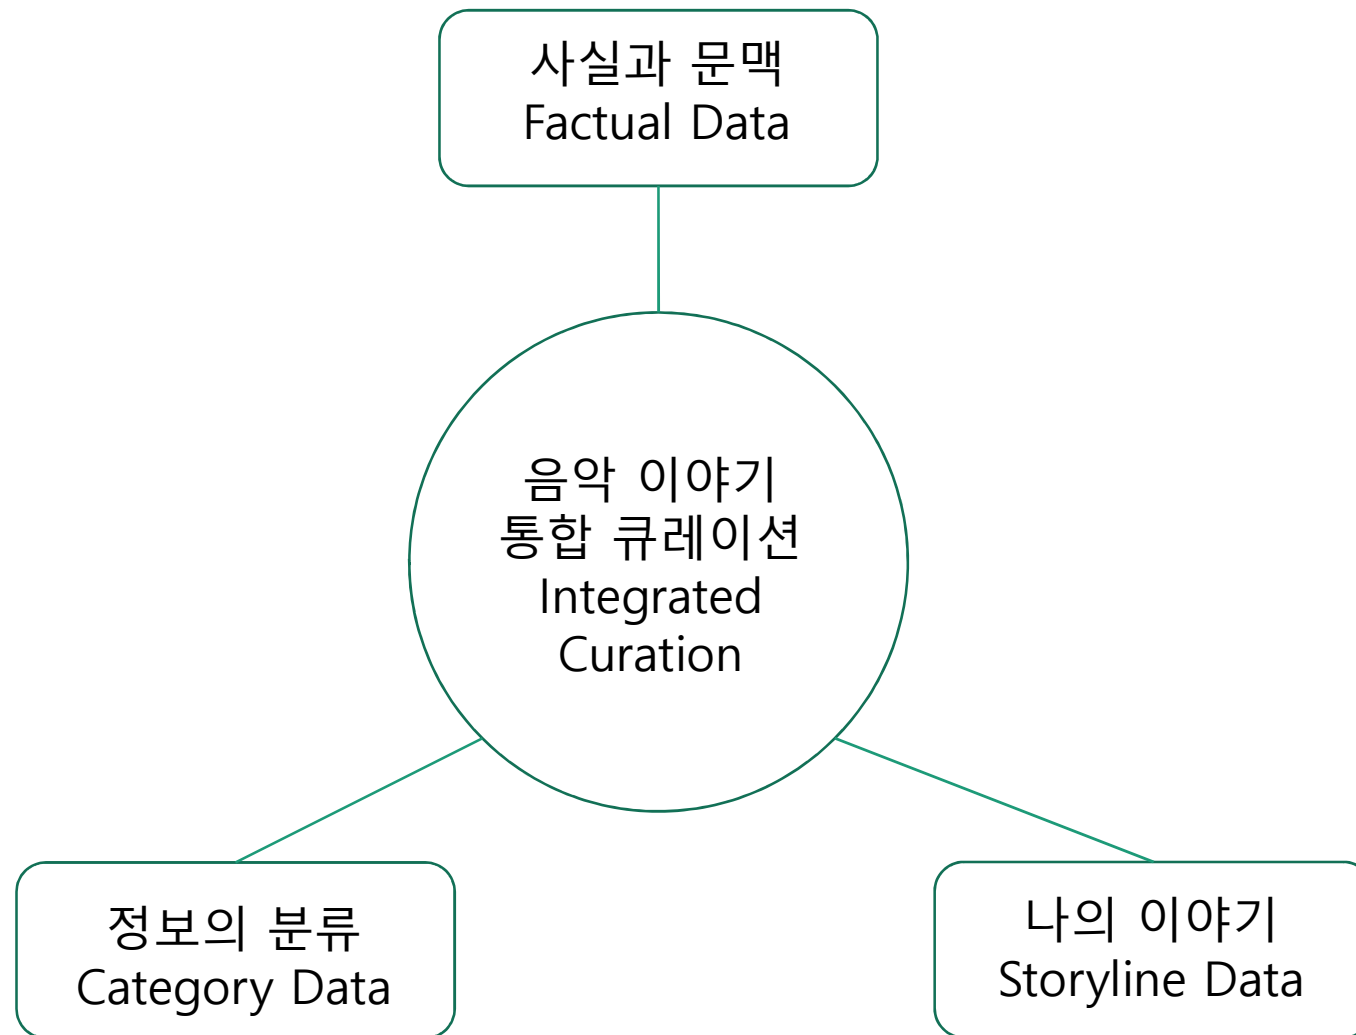 사실과 문맥
Factual Data
음악 이야기
통합 큐레이션
Integrated
Curation
정보의 분류
Category Data
나의 이야기
Storyline Data